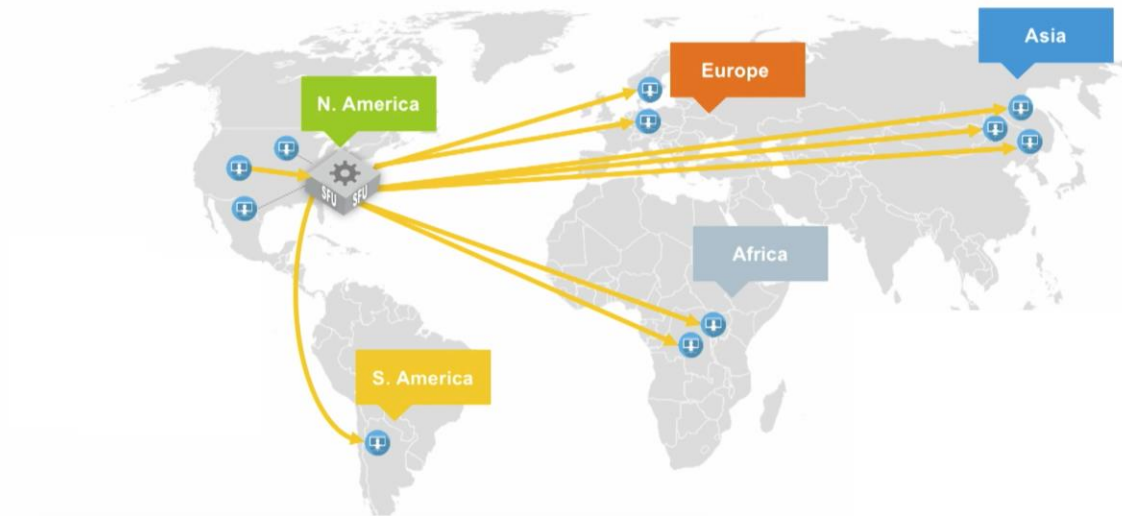 Asia
Europe
N. America
SFU SFU
Africa
S. America